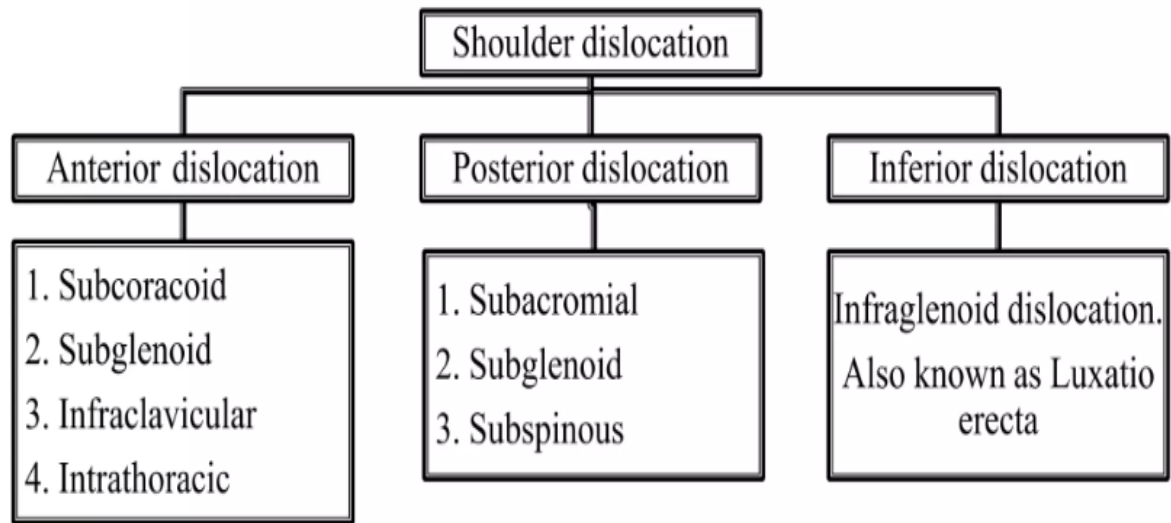 Shoulder dislocation
Anterior dislocation
Posterior dislocation
Inferior dislocation
1. Subcoracoid
2. Subglenoid
3. Infraclavicular
4. Intrathoracic
1. Subacromial
2. Subglenoid
3. Subspinous
Infraglenoid dislocation.
Also known as Luxatio
erecta